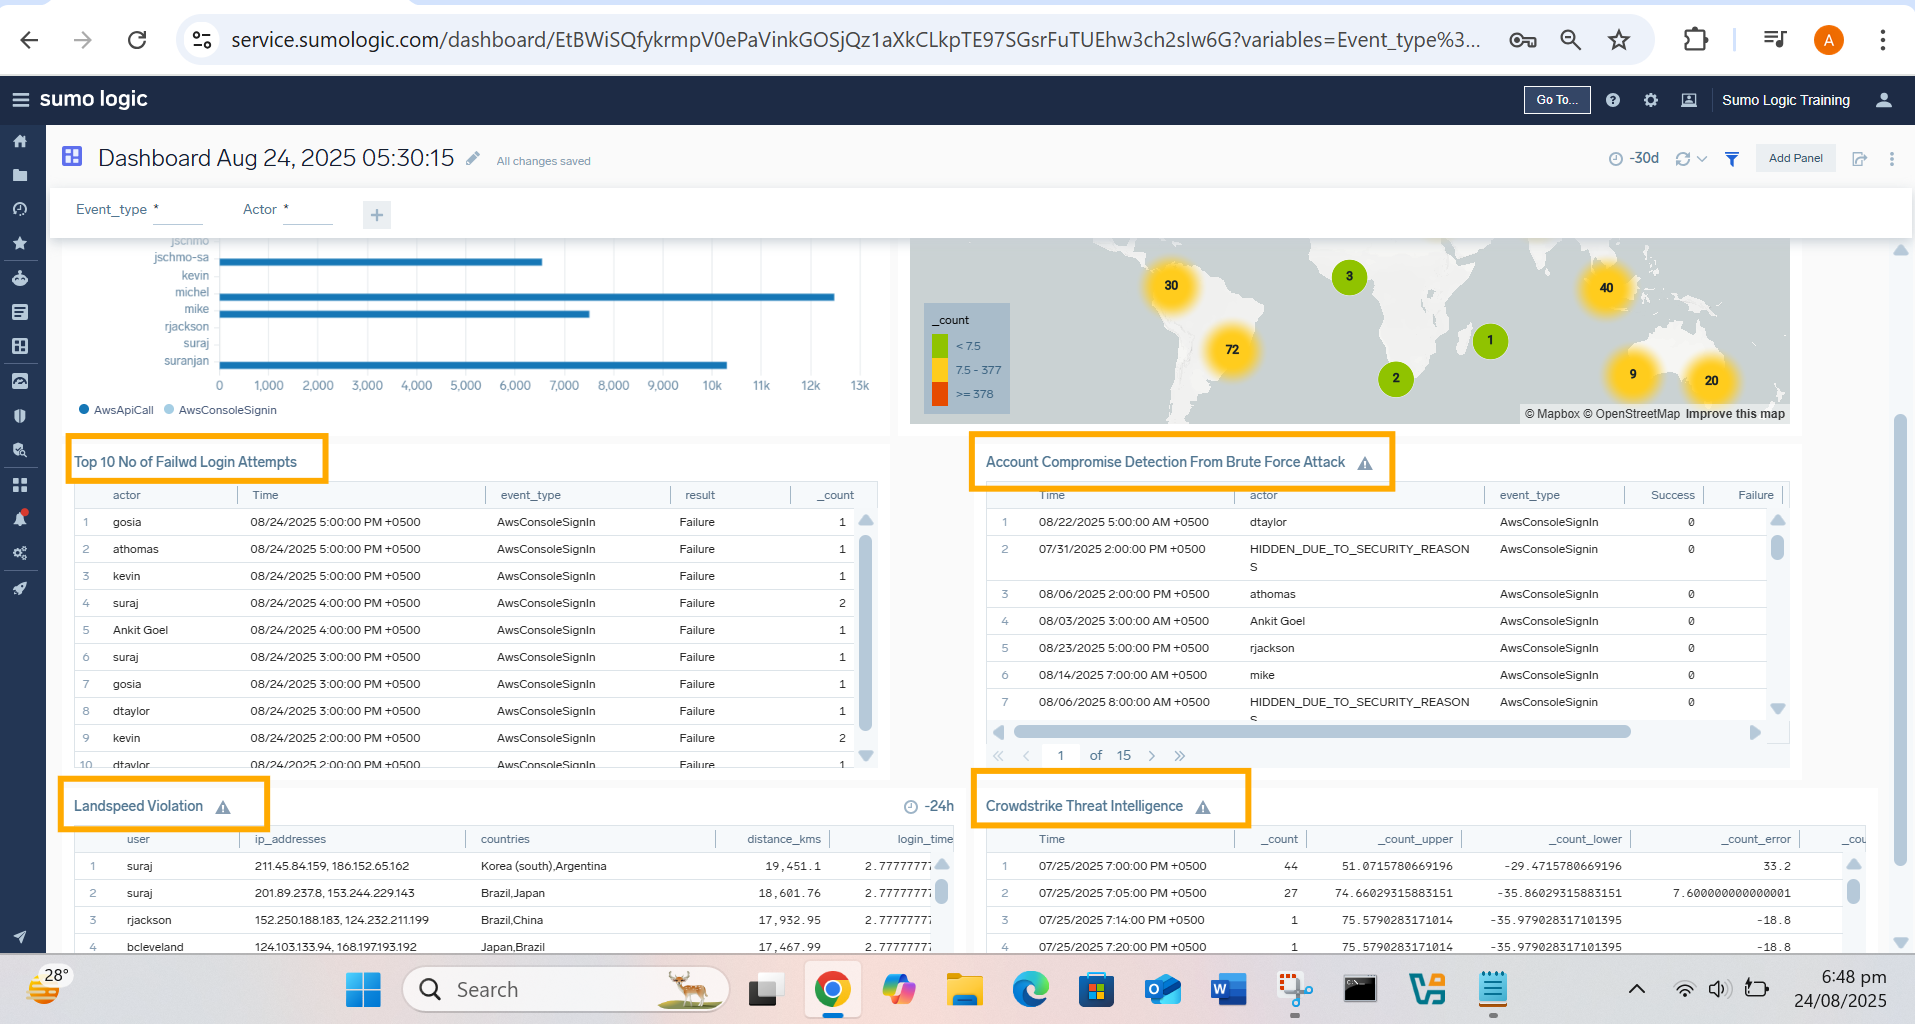 service.sumologic.com/dashboard/EtBWiSQfykrmpV0ePaVinkGOSjQz1aXkCLkpTE97SGsrFuTUEhw3ch2sIw6G?variables=Event_type%3...
A
sumo logic
Go To...
Sumo Logic Training
Dashboard Aug 24, 2025 05:30:15
All changes saved
-30d
Add Panel
Event_type *
Actor *
jschmo
jschmo-sa
kevin
michel
mike
rjackson
suraj
suranjan
0 1,000 2,000 3,000 4,000 5,000 6,000 7,000 8,000 9,000 10k 11k 12k 13k
AwsApiCall AwsConsoleSignin
30
72
3
2
1
40
9
20
_count
< 7.5
7.5 - 377
>= 378
© Mapbox © OpenStreetMap Improve this map
Top 10 No of Failwd Login Attempts
actor Time event_type result _count
1 gosia 08/24/2025 5:00:00 PM +0500 AwsConsoleSignIn Failure 1
2 athomas 08/24/2025 5:00:00 PM +0500 AwsConsoleSignIn Failure 1
3 kevin 08/24/2025 5:00:00 PM +0500 AwsConsoleSignIn Failure 1
4 suraj 08/24/2025 4:00:00 PM +0500 AwsConsoleSignIn Failure 2
5 Ankit Goel 08/24/2025 4:00:00 PM +0500 AwsConsoleSignIn Failure 1
6 suraj 08/24/2025 3:00:00 PM +0500 AwsConsoleSignIn Failure 1
7 gosia 08/24/2025 3:00:00 PM +0500 AwsConsoleSignIn Failure 1
8 dtaylor 08/24/2025 3:00:00 PM +0500 AwsConsoleSignIn Failure 1
9 kevin 08/24/2025 2:00:00 PM +0500 AwsConsoleSignIn Failure 2
10 dtaylor 08/24/2025 2:00:00 PM +0500 AwsConsoleSignIn Failure 1
Account Compromise Detection From Brute Force Attack
Time actor event_type Success Failure
1 08/22/2025 5:00:00 AM +0500 dtaylor AwsConsoleSignIn 0
2 07/31/2025 2:00:00 PM +0500 HIDDEN_DUE_TO_SECURITY_REASON AwsConsoleSignin 0
S
3 08/06/2025 2:00:00 PM +0500 athomas AwsConsoleSignIn 0
4 08/03/2025 3:00:00 AM +0500 Ankit Goel AwsConsoleSignIn 0
5 08/23/2025 5:00:00 PM +0500 rjackson AwsConsoleSignIn 0
6 08/14/2025 7:00:00 AM +0500 mike AwsConsoleSignIn 0
7 08/06/2025 8:00:00 AM +0500 HIDDEN_DUE_TO_SECURITY_REASON AwsConsoleSignin 0
S
1 of 15
Landspeed Violation
-24h
user ip_addresses countries distance_kms login_time
1 suraj 211.45.84.159, 186.152.65.162 Korea (south),Argentina 19,451.1 2.7777777
2 suraj 201.89.237.8, 153.244.229.143 Brazil,Japan 18,601.76 2.7777777
3 rjackson 152.250.188.183, 124.232.211.199 Brazil,China 17,932.95 2.7777777
4 bcleveland 124.103.133.94, 168.197.193.192 Japan,Brazil 17,467.99 2.7777777
Crowdstrike Threat Intelligence
Time _count _count_upper _count_lower _count_error _cou
1 07/25/2025 7:00:00 PM +0500 44 51.0715780669196 -29.4715780669196 33.2
2 07/25/2025 7:05:00 PM +0500 27 74.66029315883151 -35.86029315883151 7.600000000000001
3 07/25/2025 7:14:00 PM +0500 1 75.5790283171014 -35.979028317101395 -18.8
4 07/25/2025 7:20:00 PM +0500 1 75.5790283171014 -35.979028317101395 -18.8
28°
Search
6:48 pm
24/08/2025